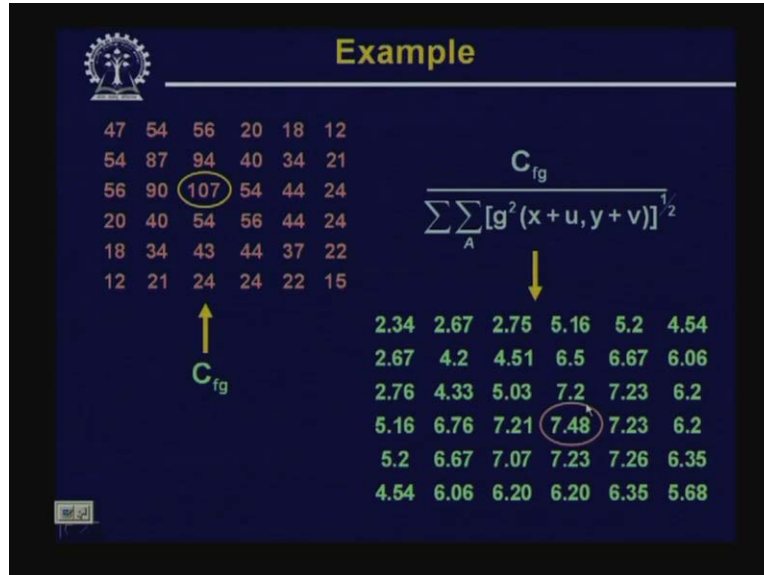 Example
47 54 56 20 18 12
54 87 94 40 34 21
56 90 107 54 44 24
20 40 54 56 44 24
18 34 43 44 37 22
12 21 24 24 22 15
C_fg
C_fg
∑∑_A [g²(x + u, y + v)]^½
2.34 2.67 2.75 5.16 5.2 4.54
2.67 4.2 4.51 6.5 6.67 6.06
2.76 4.33 5.03 7.2 7.23 6.2
5.16 6.76 7.21 7.48 7.23 6.2
5.2 6.67 7.07 7.23 7.26 6.35
4.54 6.06 6.20 6.20 6.35 5.68